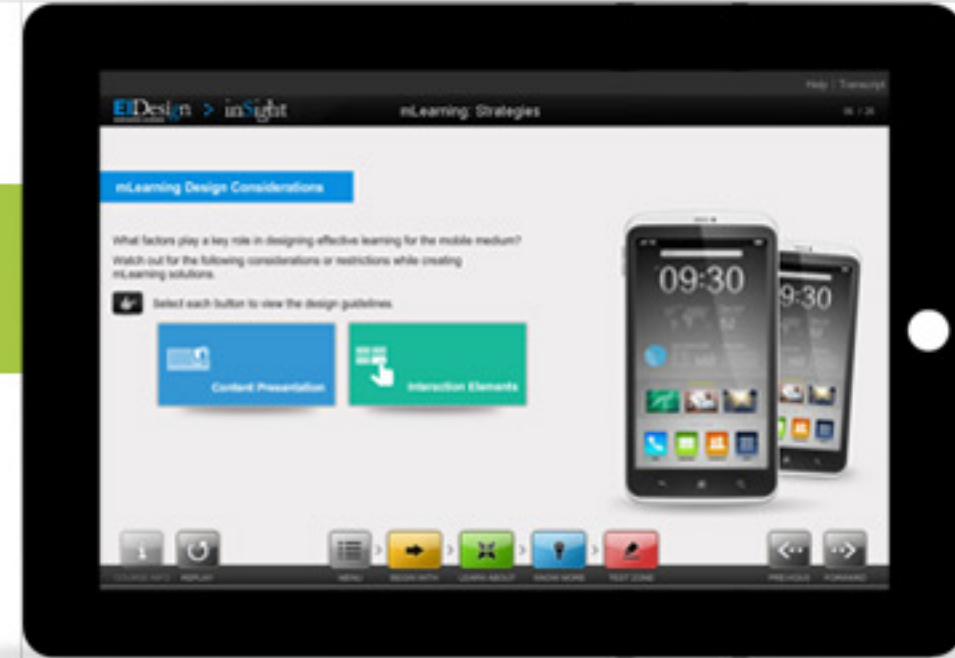 Help | Transcript
EIDesign > inSight
mLearning: Strategies
06 / 26
mLearning Design Considerations
What factors play a key role in designing effective learning for the mobile medium?
Watch out for the following considerations or restrictions while creating
mLearning solutions.
Select each button to view the design guidelines.
Content Presentation
Interaction Elements
09:30
9:30
COURSE INFO
REPLAY
MENU
BEGIN WITH
LEARN ABOUT
KNOW MORE
TEST ZONE
PREVIOUS
FORWARD